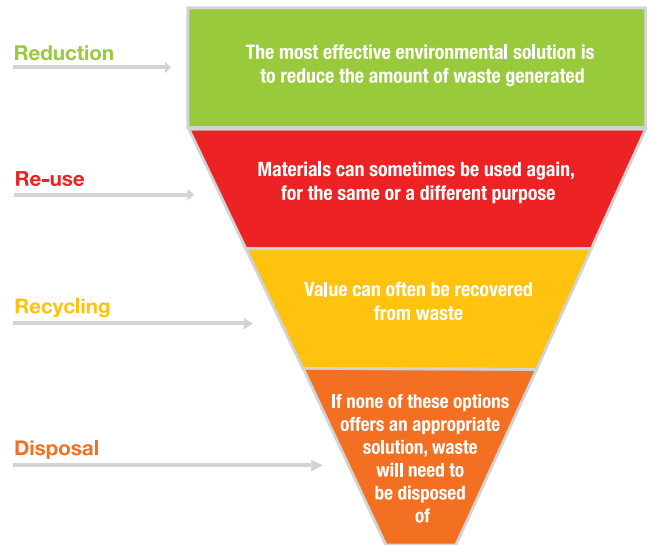 Reduction
The most effective environmental solution is
to reduce the amount of waste generated
Re-use
Materials can sometimes be used again,
for the same or a different purpose
Recycling
Value can often be recovered
from waste
Disposal
If none of these options
offers an appropriate
solution, waste
will need to
be disposed
of